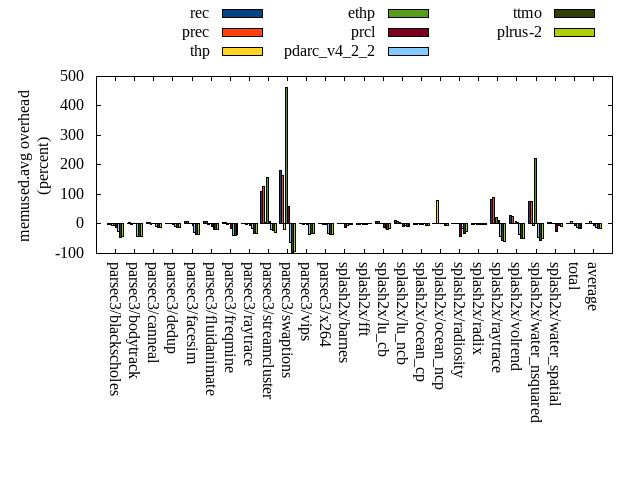 rec ethp ttmo
prec prcl plrus-2
thp pdarc_v4_2_2
memused.avg overhead
(percent)
500
400
300
200
100
0
-100
parsec3/blackscholes
parsec3/bodytrack
parsec3/canneal
parsec3/dedup
parsec3/facesim
parsec3/fluidanimate
parsec3/freqmine
parsec3/raytrace
parsec3/streamcluster
parsec3/swaptions
parsec3/vips
parsec3/x264
splash2x/barnes
splash2x/fft
splash2x/lu_cb
splash2x/lu_ncb
splash2x/ocean_cp
splash2x/ocean_ncp
splash2x/radiosity
splash2x/radix
splash2x/raytrace
splash2x/volrend
splash2x/water_nsquared
splash2x/water_spatial
total
average